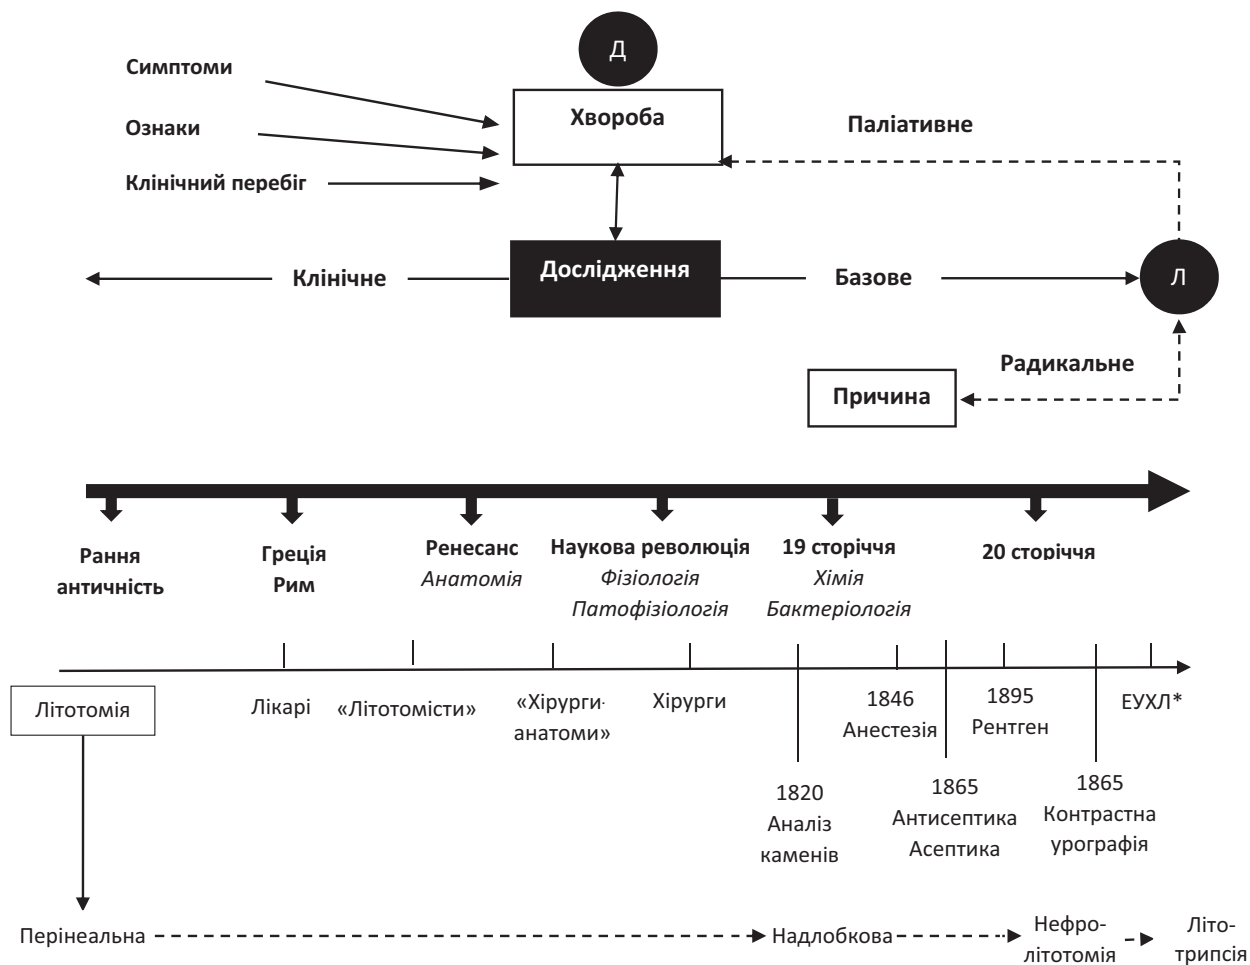 Д
Симптоми
Хвороба
Паліативне
Ознаки
Клінічний перебіг
Клінічне
Дослідження
Базове
Л
Радикальне
Причина
Рання
античність
Греція
Рим
Ренесанс
Анатомія
Наукова революція
Фізіологія
Патофізіологія
19 сторіччя
Хімія
Бактеріологія
20 сторіччя
Літотомія
Лікарі
«Літотомісти»
«Хірурги-
анатоми»
Хірурги
1846
Анестезія
1895
Рентген
ЕУХЛ*
1820
Аналіз
каменів
1865
Антисептика
Асептика
1865
Контрастна
урографія
Перінеальна
Надлобкова
Нефро-
літотомія
Літо-
трипсія